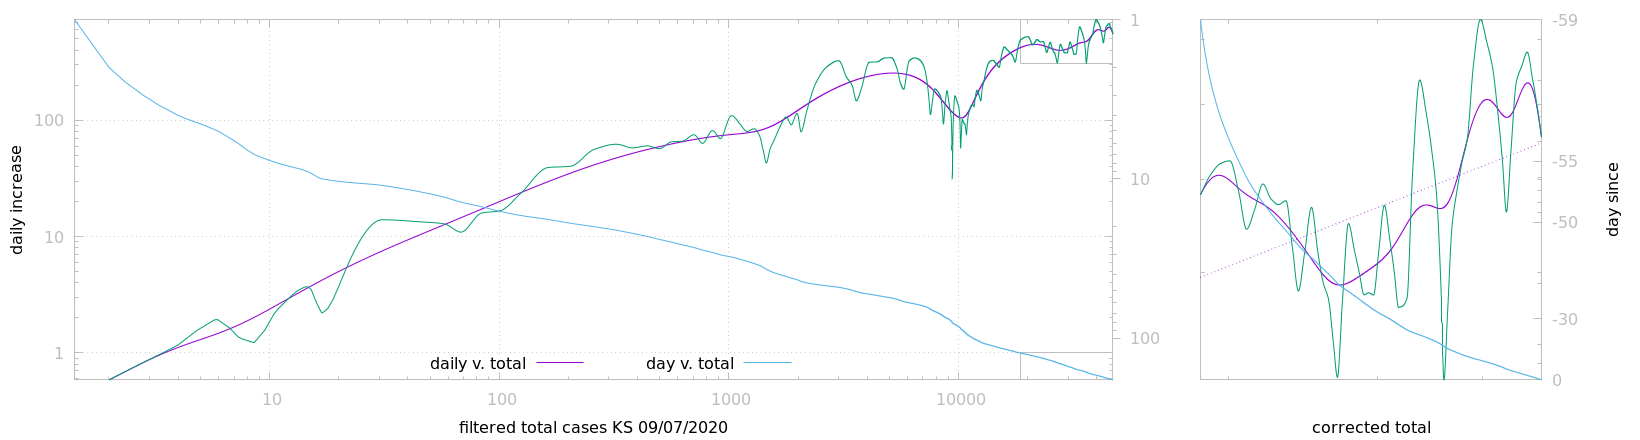 daily increase
100
10
1
10
100
1000
10000
filtered total cases KS 09/07/2020
daily v. total
day v. total
1
10
100
corrected total
-59
-55
-50
-30
0
day since